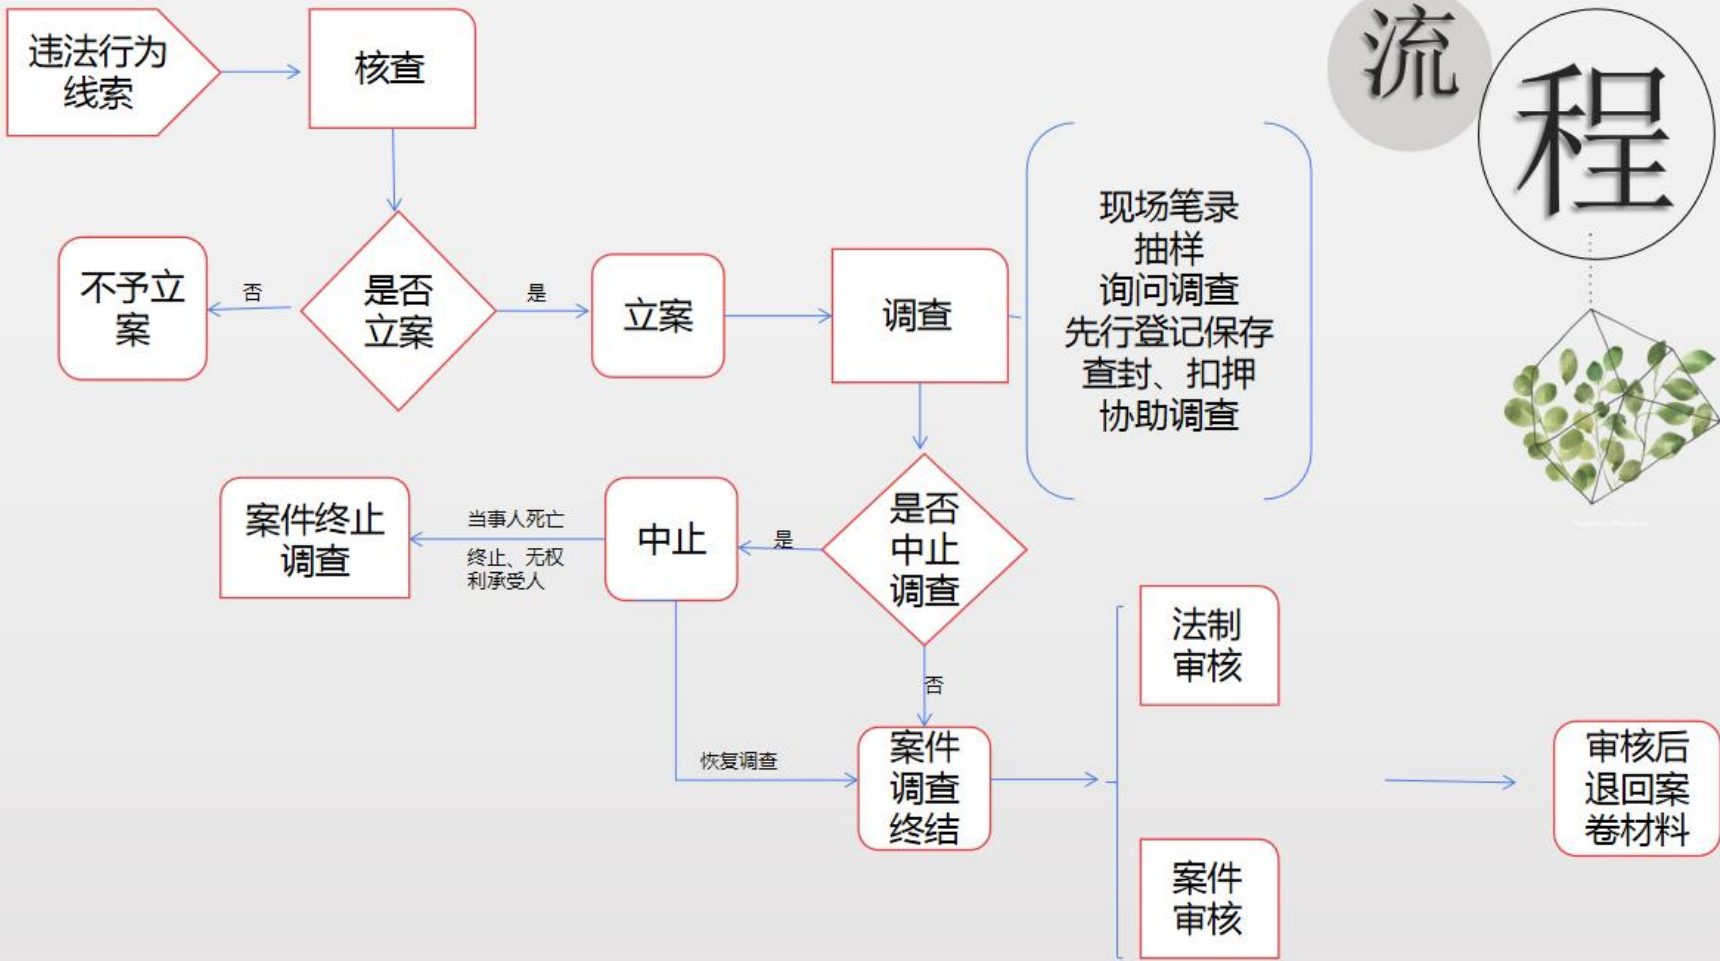 流
程
违法行为
线索
核查
现场笔录
抽样
询问调查
先行登记保存
查封、扣押
协助调查
不予立
案
否
是否
立案
是
立案
调查
案件终止
调查
当事人死亡
终止、无权
利承受人
中止
是
是否
中止
调查
否
恢复调查
案件
调查
终结
法制
审核
案件
审核
审核后
退回案
卷材料